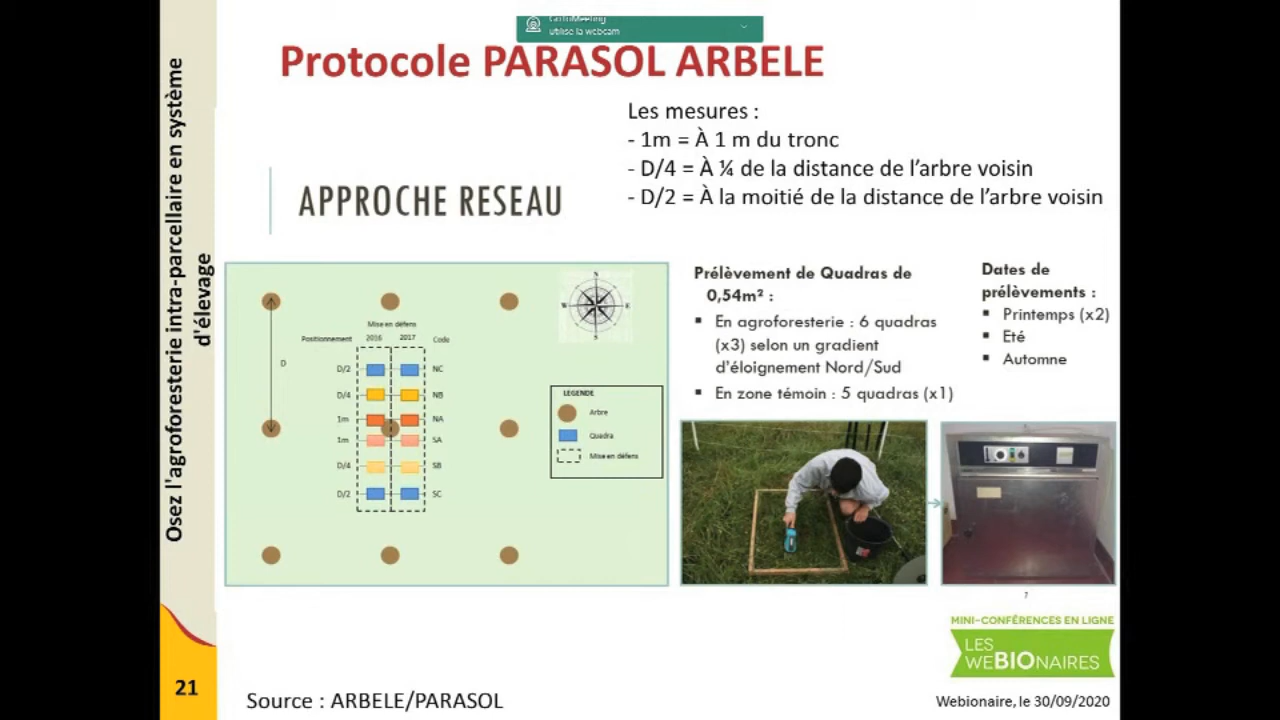 utilise la webcam
Protocole PARASOL ARBELE
Osez l'agroforesterie intra-parcellaire en système
d'élevage
Les mesures :
- 1m = À 1 m du tronc
- D/4 = À ¼ de la distance de l'arbre voisin
- D/2 = À la moitié de la distance de l'arbre voisin
APPROCHE RESEAU
N
W
E
S
Mise en défens
Positionnement 2016 2017 Code
D
D/2 NC
D/4 NB
1m NA
1m SA
D/4 SB
D/2 SC
LEGENDE
Arbre
Quadra
Mise en défens
Prélèvement de Quadras de
0,54m² :
▪ En agroforesterie : 6 quadras
(x3) selon un gradient
d'éloignement Nord/Sud
▪ En zone témoin : 5 quadras (x1)
Dates de
prélèvements :
▪ Printemps (x2)
▪ Eté
▪ Automne
7
MINI-CONFÉRENCES EN LIGNE
LES
WEBIONAIRES
21
Source : ARBELE/PARASOL
Webionaire, le 30/09/2020